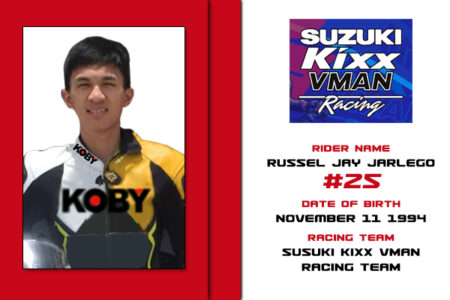 KOBY
KOBY
SUZUKI
Kixx
VMAN
Racing
RIDER NAME
RUSSEL JAY JARLEGO
#25
DATE OF BIRTH
NOVEMBER 11 1994
RACING TEAM
SUSUKI KIXX VMAN
RACING TEAM